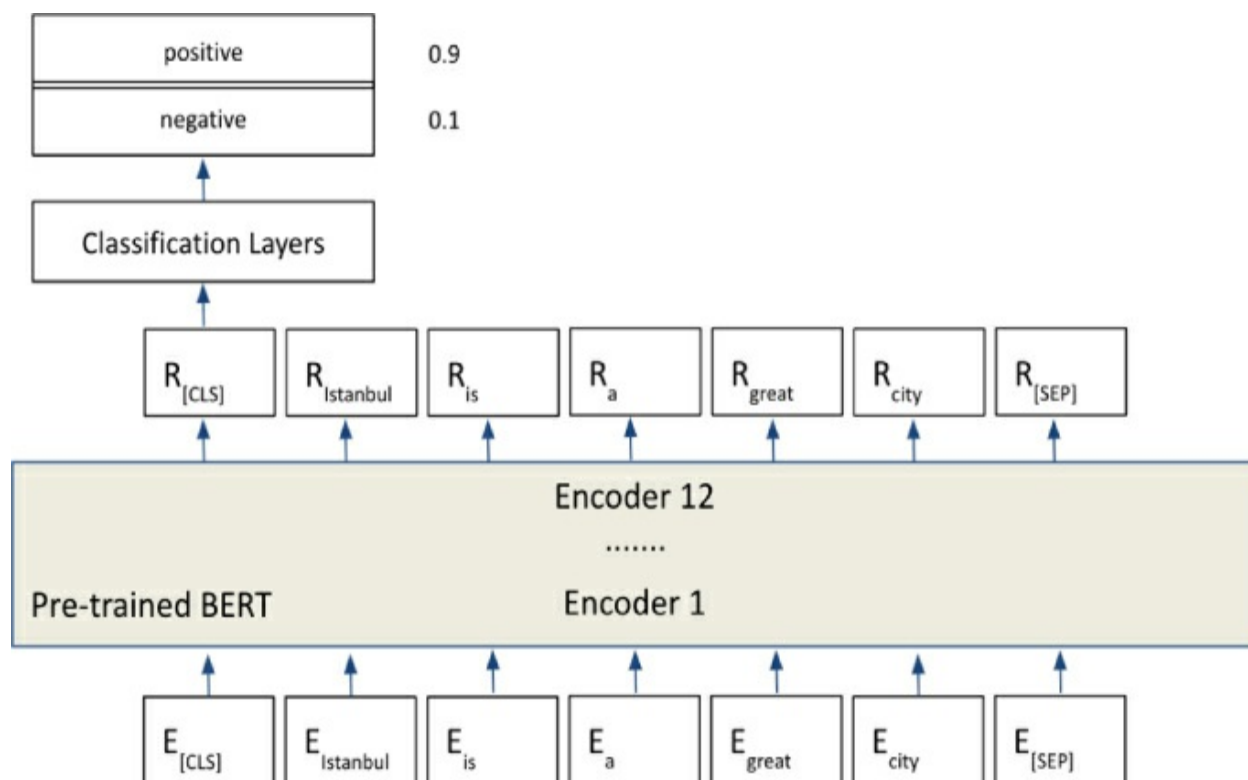 positive 0.9
negative 0.1
Classification Layers
R[CLS] RIstanbul Ris Ra Rgreat Rcity R[SEP]
Encoder 12
.......
Pre-trained BERT Encoder 1
E[CLS] EIstanbul Eis Ea Egreat Ecity E[SEP]